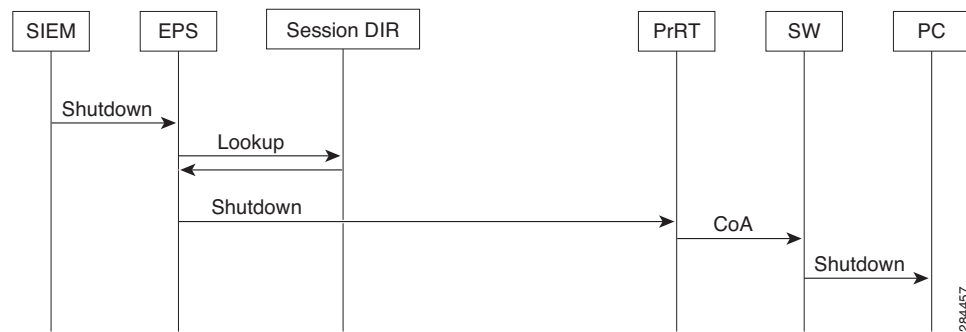 SIEM EPS Session DIR PrRT SW PC
Shutdown
Lookup
Shutdown
CoA
Shutdown
284457